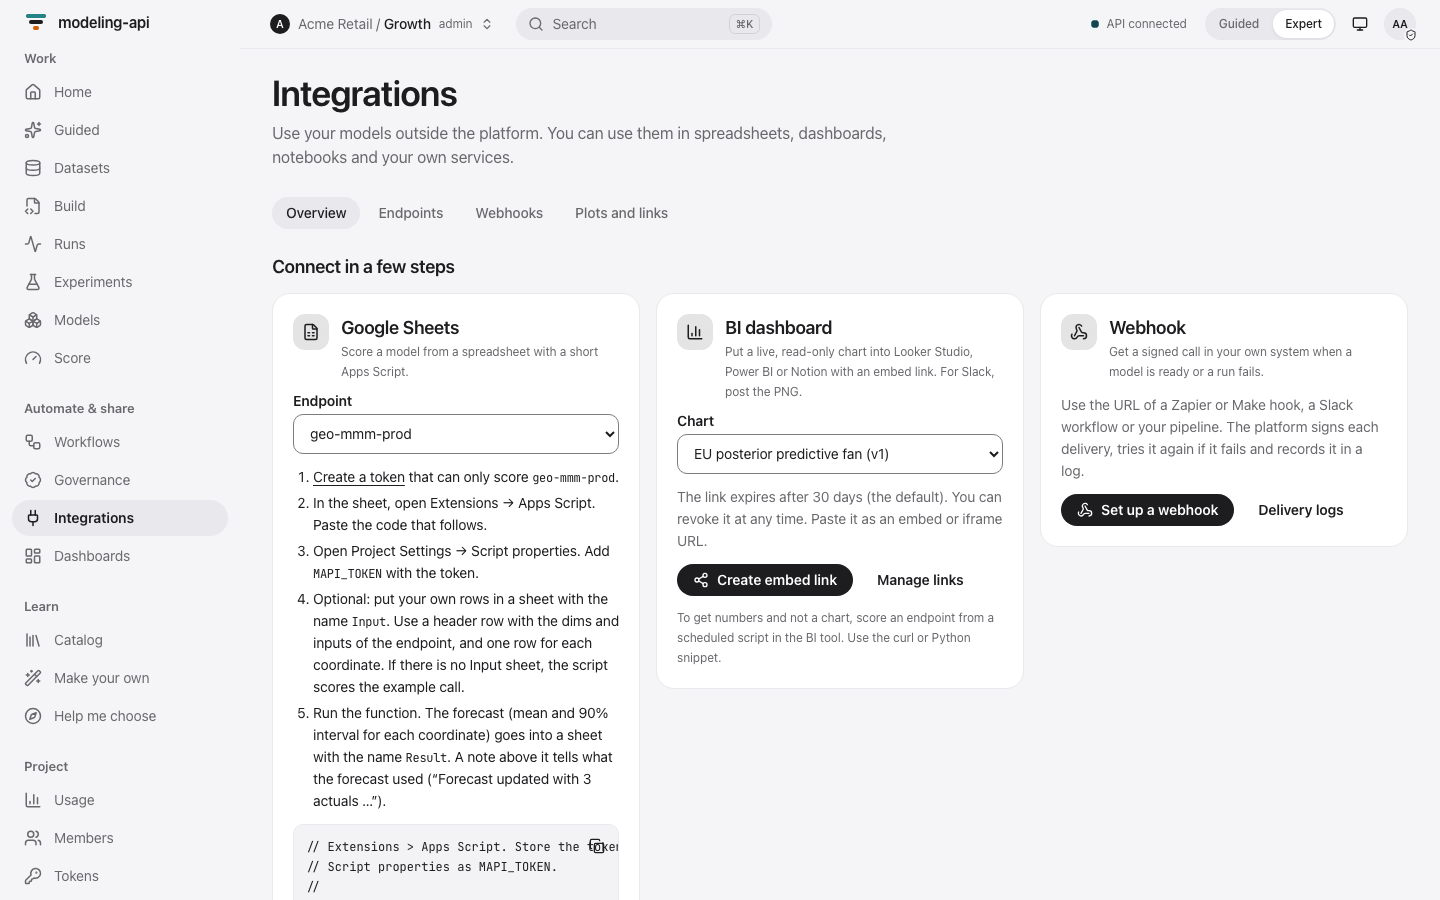 modeling-api
A
Acme Retail / Growth admin
Search
⌘K
API connected
Guided
Expert
AA
Work
Home
Guided
Datasets
Build
Runs
Experiments
Models
Score
Automate & share
Workflows
Governance
Integrations
Dashboards
Learn
Catalog
Make your own
Help me choose
Project
Usage
Members
Tokens
Integrations
Use your models outside the platform. You can use them in spreadsheets, dashboards,
notebooks and your own services.
Overview
Endpoints
Webhooks
Plots and links
Connect in a few steps
Google Sheets
Score a model from a spreadsheet with a short
Apps Script.
Endpoint
geo-mmm-prod
1. Create a token that can only score geo-mmm-prod.
2. In the sheet, open Extensions → Apps Script.
Paste the code that follows.
3. Open Project Settings → Script properties. Add
MAPI_TOKEN with the token.
4. Optional: put your own rows in a sheet with the
name Input. Use a header row with the dims and
inputs of the endpoint, and one row for each
coordinate. If there is no Input sheet, the script
scores the example call.
5. Run the function. The forecast (mean and 90%
interval for each coordinate) goes into a sheet
with the name Result. A note above it tells what
the forecast used (“Forecast updated with 3
actuals …”).
// Extensions > Apps Script. Store the token
// Script properties as MAPI_TOKEN.
//
BI dashboard
Put a live, read-only chart into Looker Studio,
Power BI or Notion with an embed link. For Slack,
post the PNG.
Chart
EU posterior predictive fan (v1)
The link expires after 30 days (the default). You can
revoke it at any time. Paste it as an embed or iframe
URL.
Create embed link
Manage links
To get numbers and not a chart, score an endpoint from a
scheduled script in the BI tool. Use the curl or Python
snippet.
Webhook
Get a signed call in your own system when a
model is ready or a run fails.
Use the URL of a Zapier or Make hook, a Slack
workflow or your pipeline. The platform signs each
delivery, tries it again if it fails and records it in a
log.
Set up a webhook
Delivery logs